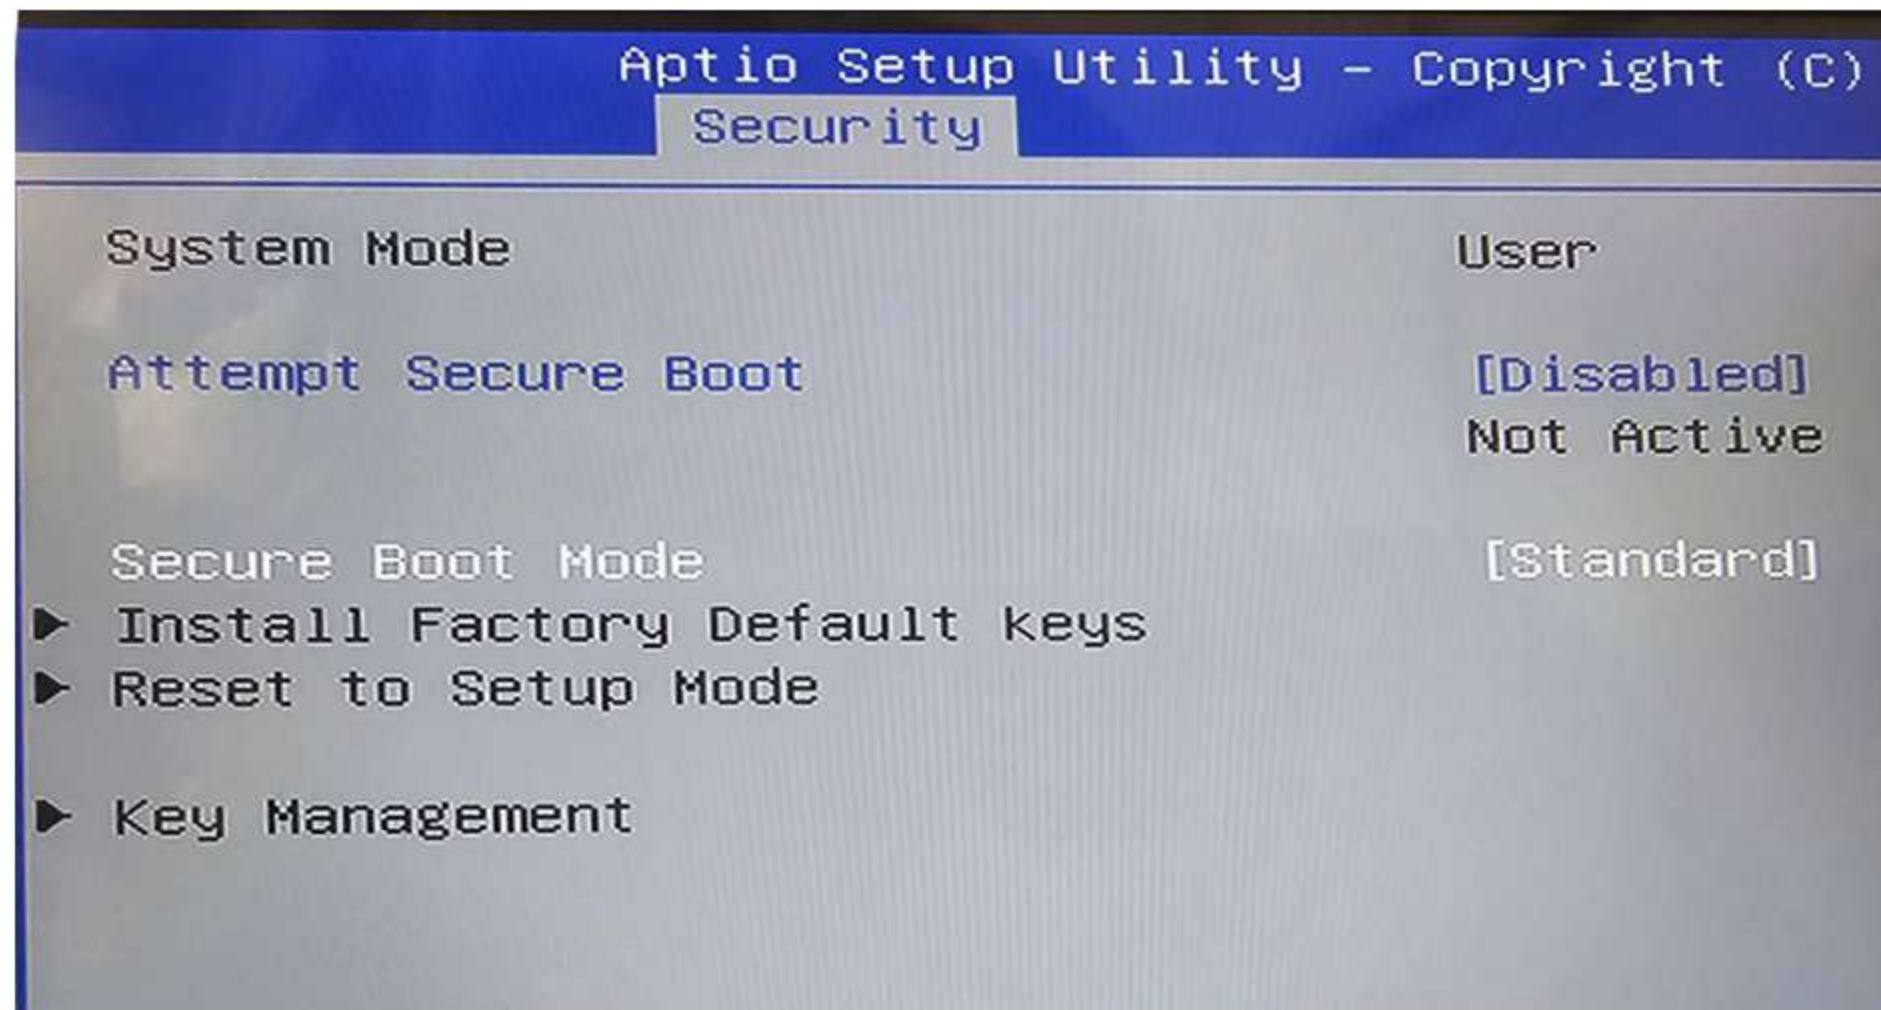 Aptio Setup Utility – Copyright (C)
Security
System Mode User
Attempt Secure Boot [Disabled]
Not Active
Secure Boot Mode [Standard]
Install Factory Default keys
Reset to Setup Mode
Key Management